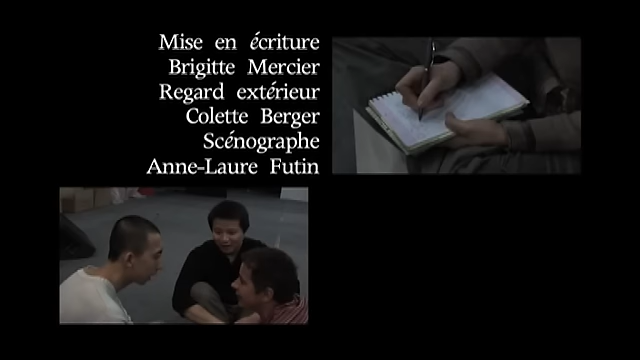 Mise en écriture
Brigitte Mercier
Regard extérieur
Colette Berger
Scénographe
Anne-Laure Futin